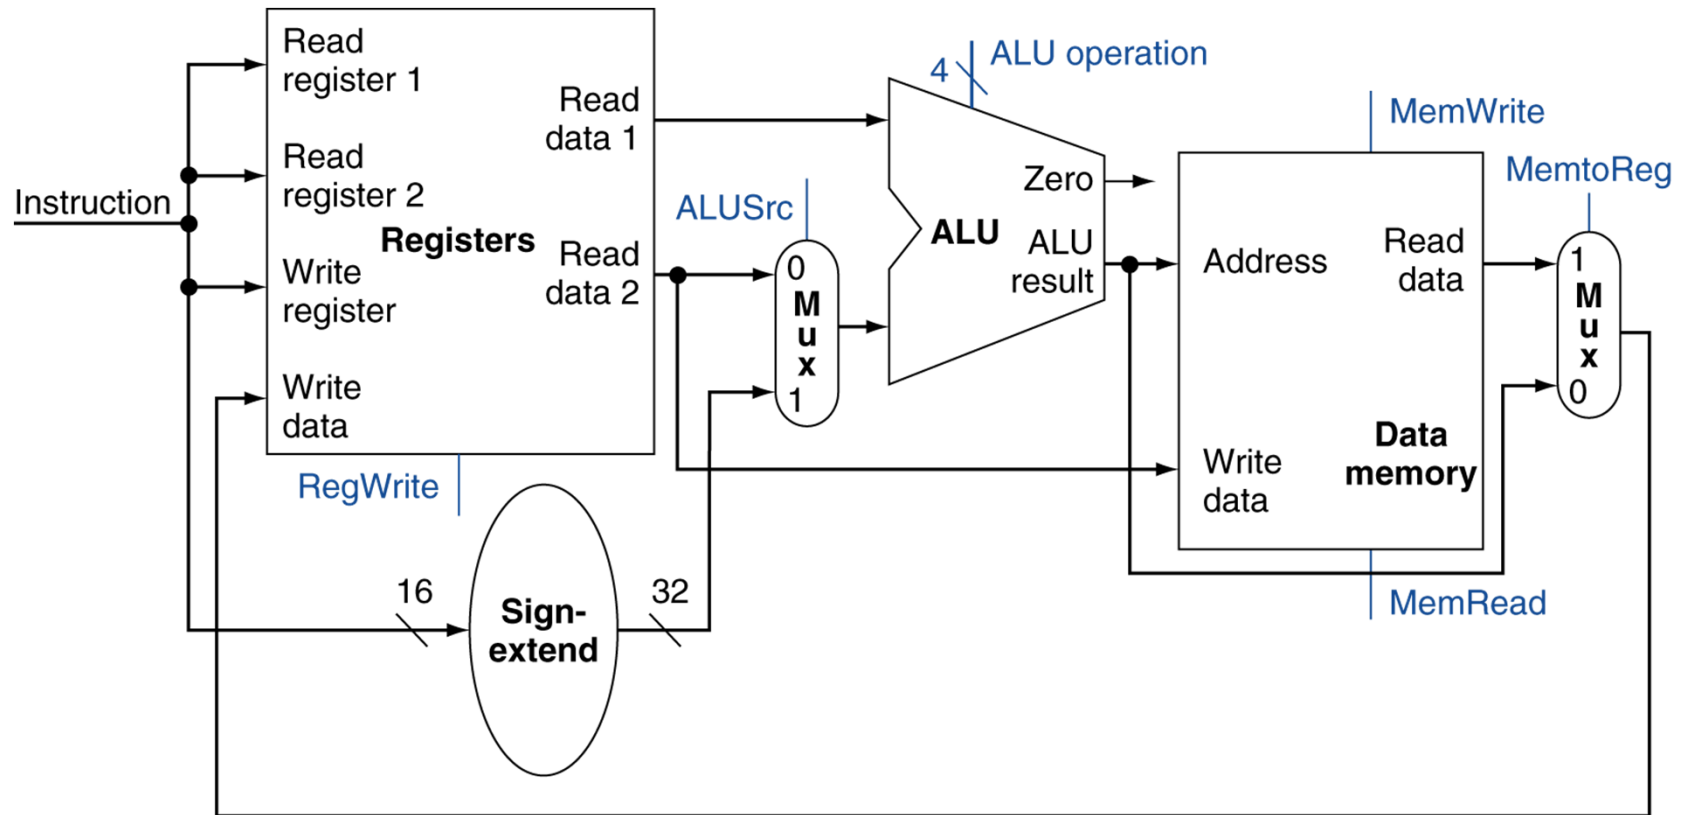 Instruction
Read
register 1
Read
register 2
Registers
Write
register
Write
data
Read
data 1
Read
data 2
RegWrite
16
Sign-
extend
32
ALUSrc
0
M
u
x
1
4
ALU operation
Zero
ALU
ALU
result
MemWrite
Address
Read
data
Write
data
Data
memory
MemRead
MemtoReg
1
M
u
x
0